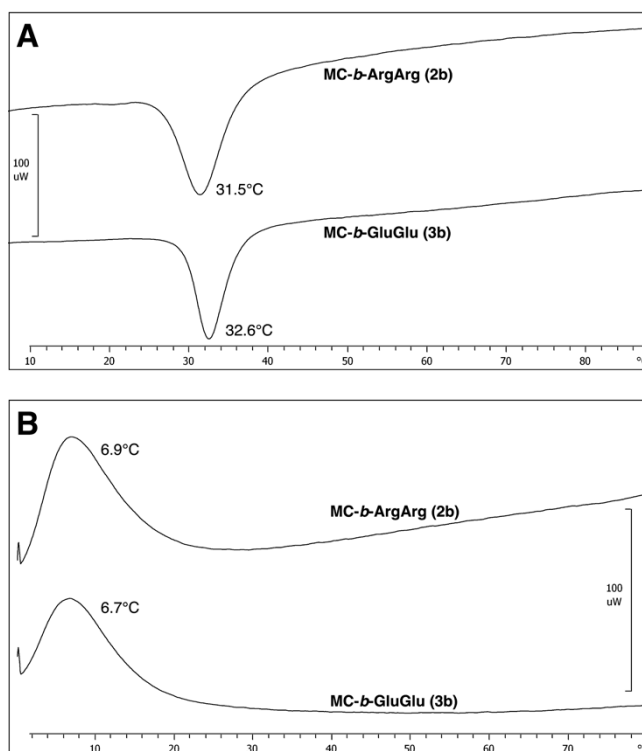 A
MC-b-ArgArg (2b)
100
uW
31.5°C
MC-b-GluGlu (3b)
32.6°C
10 20 30 40 50 60 70 80 °
B
6.9°C
MC-b-ArgArg (2b)
100
uW
6.7°C
MC-b-GluGlu (3b)
10 20 30 40 50 60 70 °